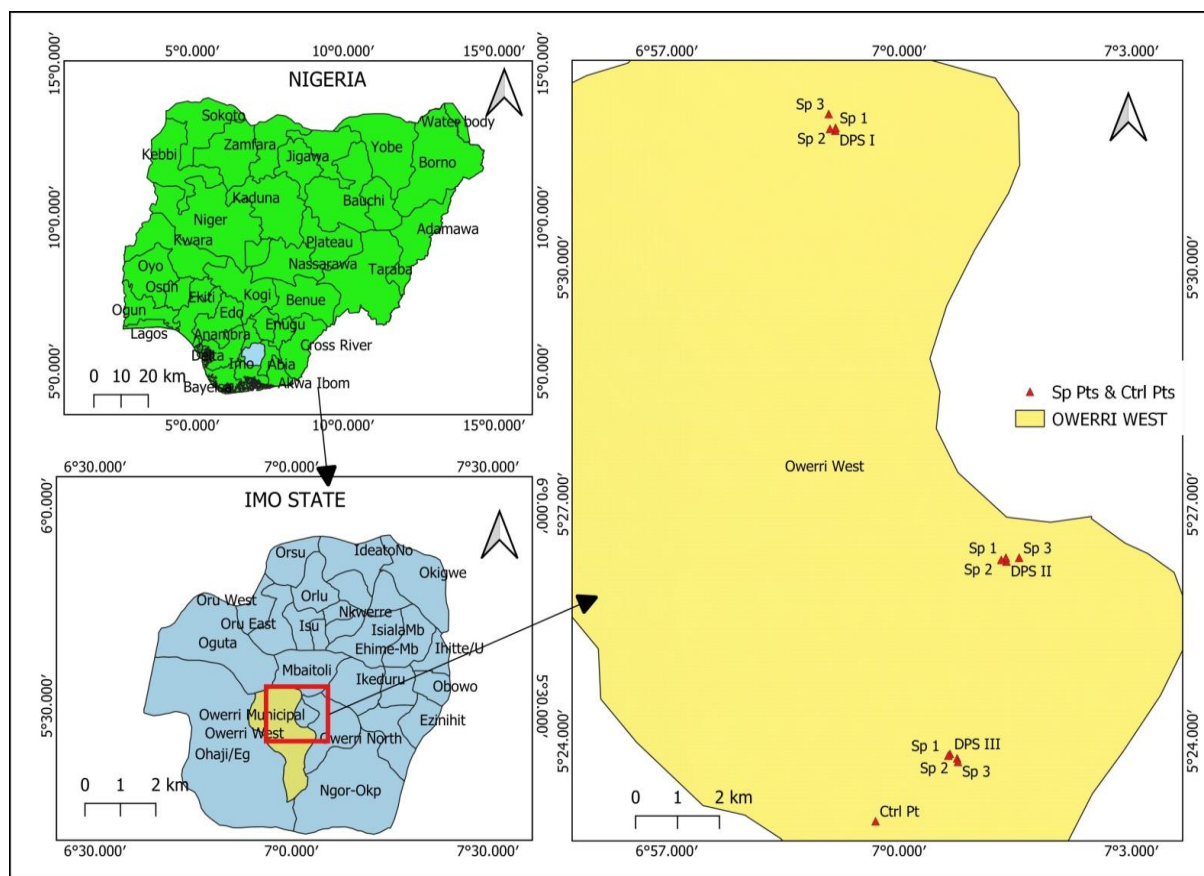 5°0.000′ 10°0.000′ 15°0.000′
15°0.000′
NIGERIA
Sokoto
Water body
Zamfara
Yobe
Kebbi
Jigawa
Borno
Kaduna
Bauchi
10°0.000′
10°0.000′
Niger
Adamawa
Kwara
Plateau
Nassarawa
Taraba
Oyo
Osun
Ekiti
Kogi
Benue
Ogun
Edo
Enugu
Lagos
Anambra
Cross River
Delta
Imo
Abia
Bayelsa
Akwa Ibom
0 10 20 km
5°0.000′
5°0.000′
5°0.000′ 10°0.000′ 15°0.000′
6°30.000′ 7°0.000′ 7°30.000′
6°0.000′
6°0.000′
IMO STATE
Orsu
IdeatoNo
Okigwe
Oru West
Orlu
Nkwerre
Oru East
Isu
IsialaMb
Oguta
Ehime-Mb
Ihitte/U
Mbaitoli
Ikeduru
Obowo
Owerri Municipal
Ezinihit
Owerri West
Owrri North
Ohaji/Eg
Ngor-Okp
5°30.000′
5°30.000′
0 1 2 km
6°30.000′ 7°0.000′ 7°30.000′
6°57.000′ 7°0.000′ 7°3.000′
Sp 3
Sp 1
Sp 2 DPS I
5°30.000′
5°30.000′
Sp Pts & Ctrl Pts
OWERRI WEST
Owerri West
5°27.000′
5°27.000′
Sp 1 Sp 3
Sp 2 DPS II
5°24.000′
5°24.000′
Sp 1 DPS III
Sp 2 Sp 3
Ctrl Pt
0 1 2 km
6°57.000′ 7°0.000′ 7°3.000′